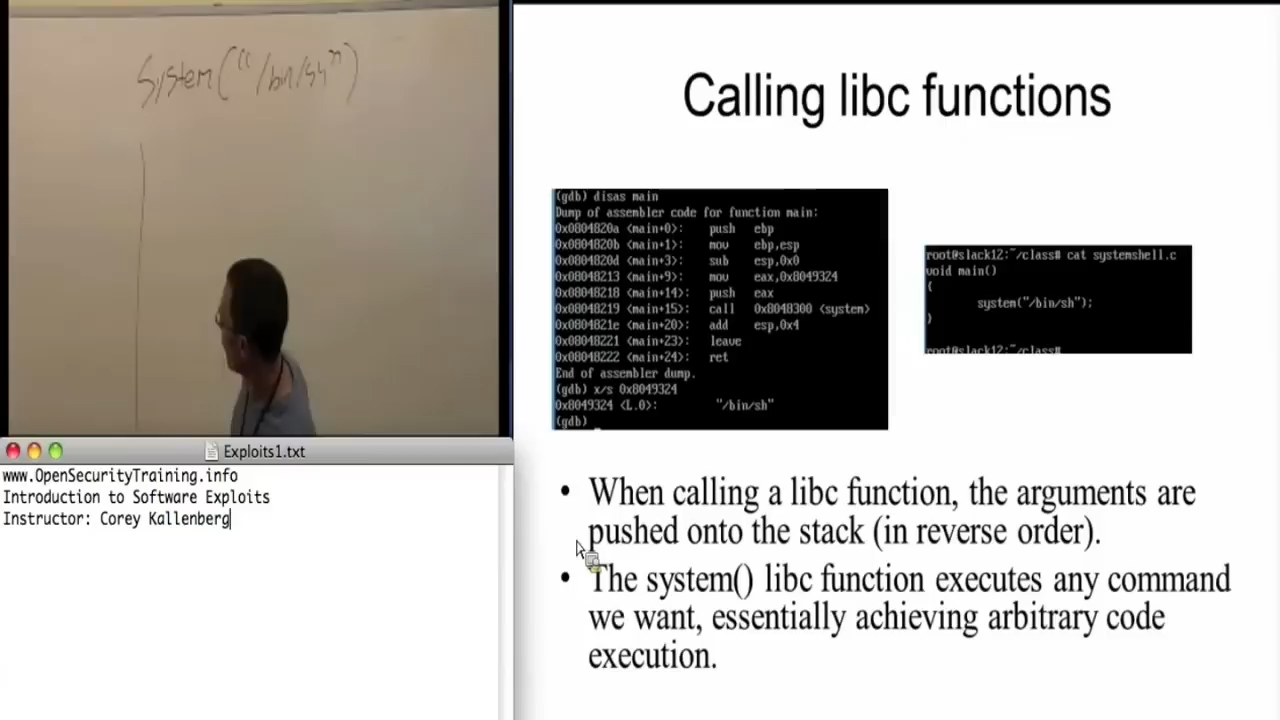 System("/bin/sh")
Calling libc functions
(gdb) disas main
Dump of assembler code for function main:
0x0804820a <main+0>: push ebp
0x0804820b <main+1>: mov ebp,esp
0x0804820d <main+3>: sub esp,0x0
0x08048213 <main+9>: mov eax,0x8049324
0x08048218 <main+14>: push eax
0x08048219 <main+15>: call 0x8048300 <system>
0x0804821e <main+20>: add esp,0x4
0x08048221 <main+23>: leave
0x08048222 <main+24>: ret
End of assembler dump.
(gdb) x/s 0x8049324
0x8049324 <L.0>: "/bin/sh"
(gdb) _
root@slack12:~/class# cat systemshell.c
void main()
{
system("/bin/sh");
}
root@slack12:~/class#
• When calling a libc function, the arguments are
pushed onto the stack (in reverse order).
• The system() libc function executes any command
we want, essentially achieving arbitrary code
execution.
Exploits1.txt
www.OpenSecurityTraining.info
Introduction to Software Exploits
Instructor: Corey Kallenberg